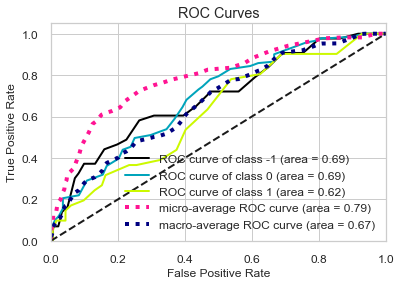 ROC Curves
True Positive Rate
1.0
0.8
0.6
0.4
0.2
0.0
ROC curve of class -1 (area = 0.69)
ROC curve of class 0 (area = 0.69)
ROC curve of class 1 (area = 0.62)
micro-average ROC curve (area = 0.79)
macro-average ROC curve (area = 0.67)
0.0 0.2 0.4 0.6 0.8 1.0
False Positive Rate